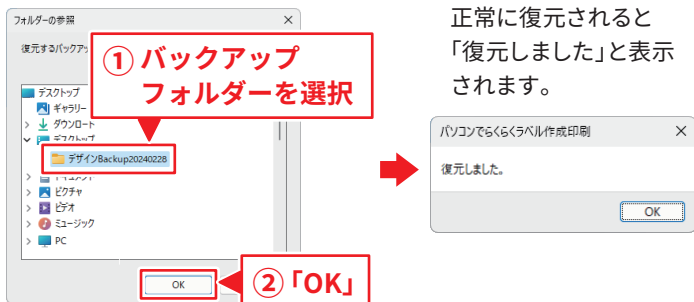 フォルダーの参照
復元するバックアッ
① バックアップ
フォルダーを選択
デスクトップ
ギャラリー
ダウンロード
デスクトップ
デザインBackup20240228
ドキュメント
ピクチャ
ビデオ
ミュージック
PC
OK
② 「OK」
正常に復元されると
「復元しました」と表示
されます。
パソコンでらくらくラベル作成印刷
復元しました。
OK